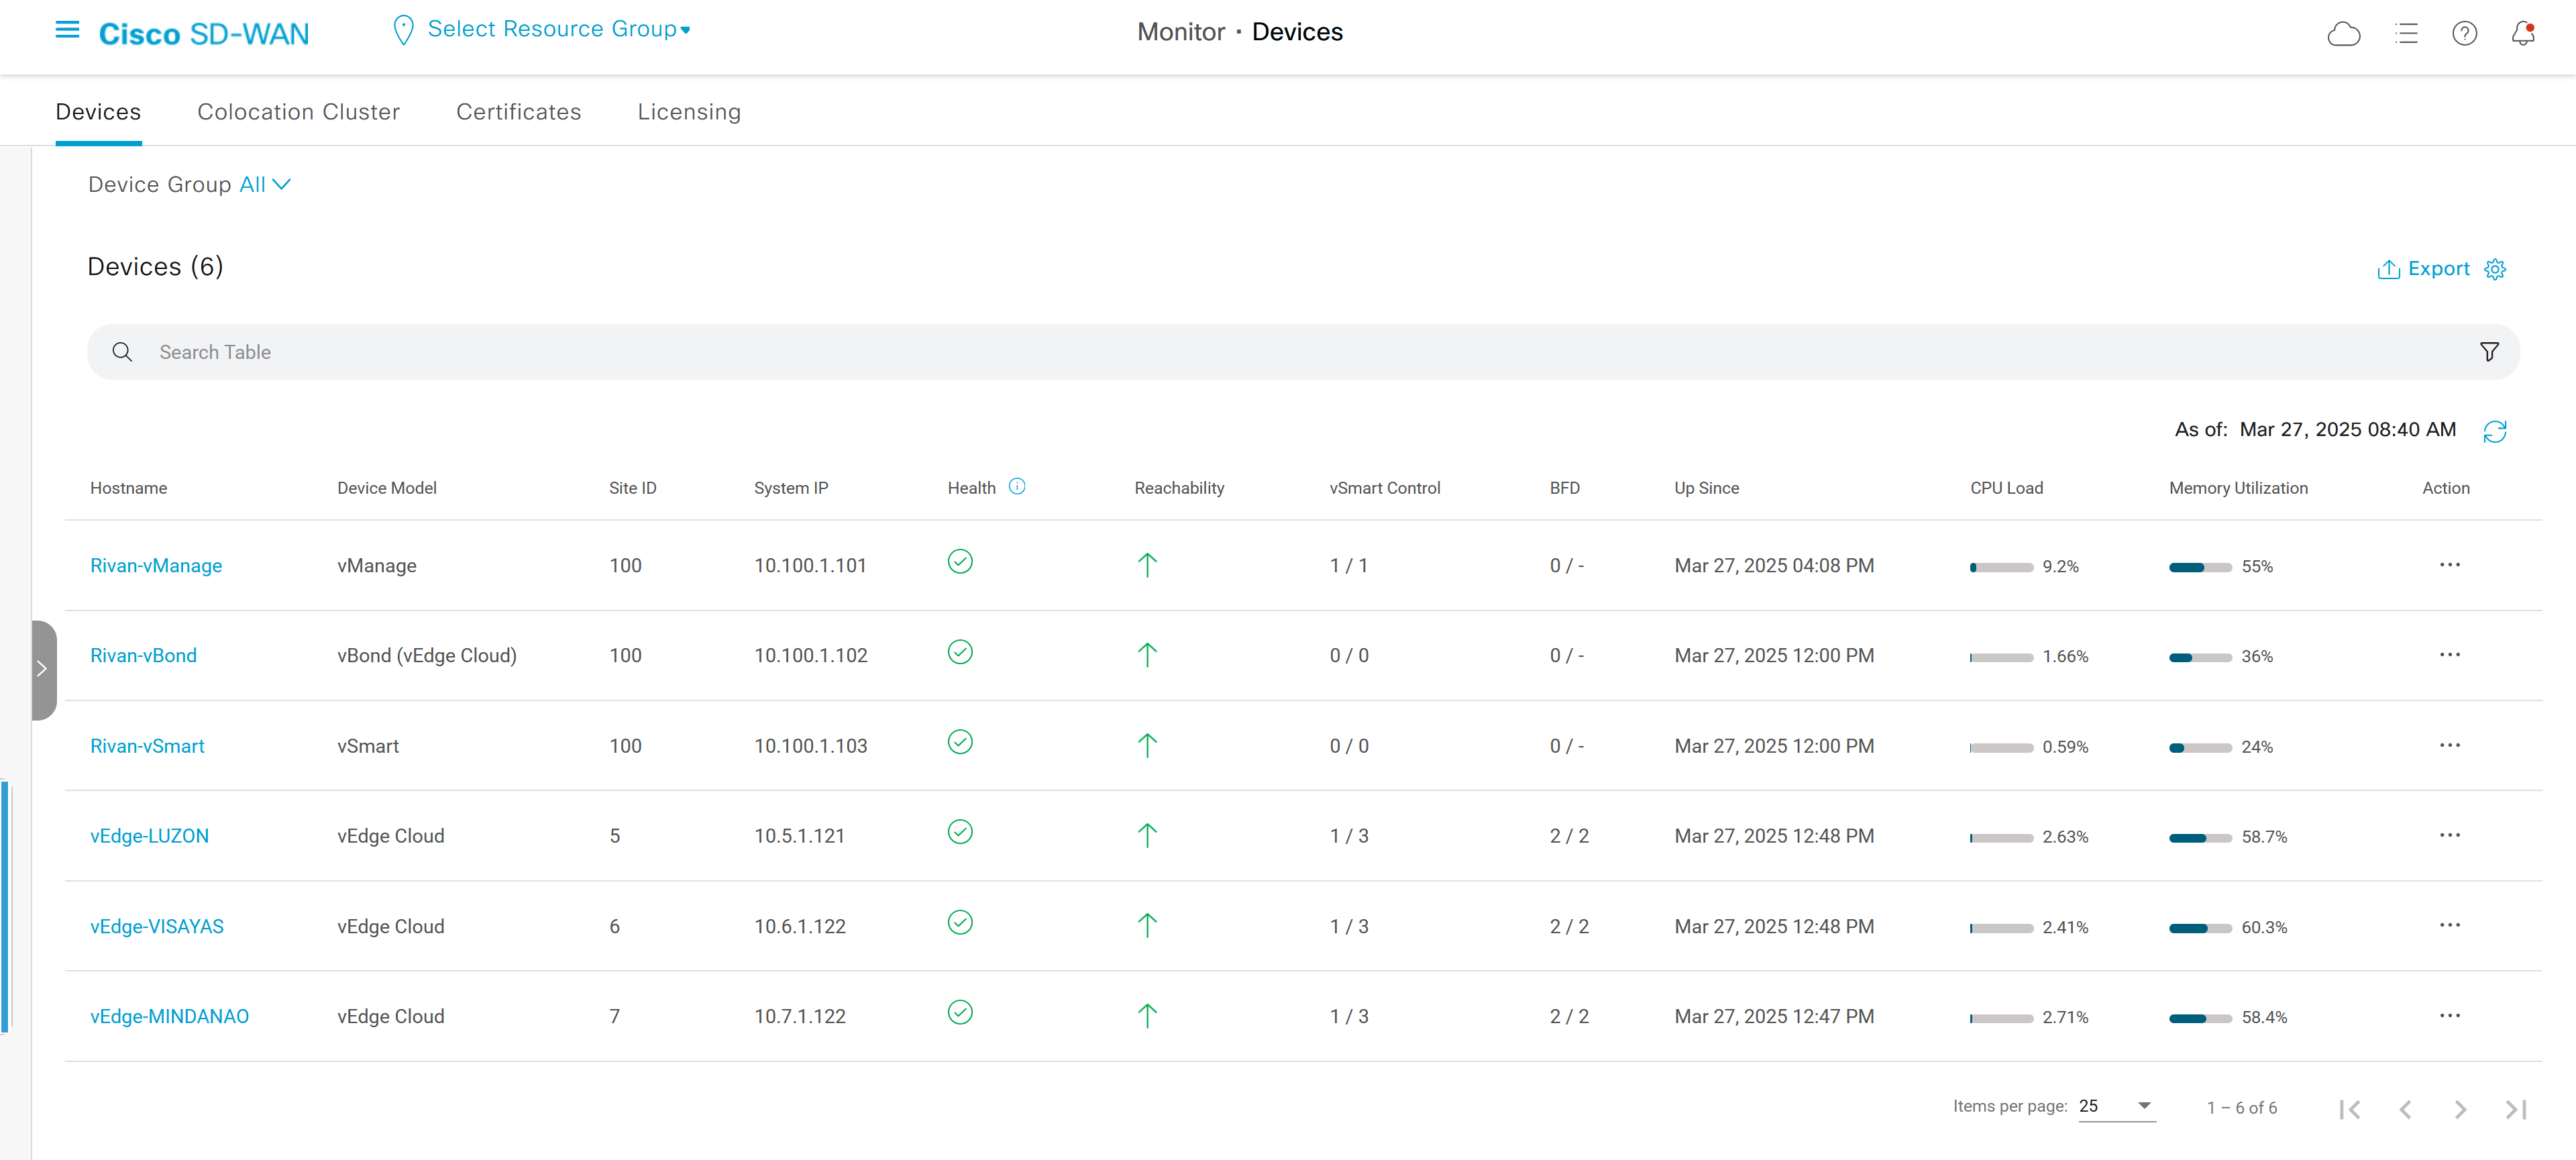 Cisco SD-WAN
Select Resource Group
Monitor · Devices
Devices Colocation Cluster Certificates Licensing
Device Group All
Devices (6)
Export
Search Table
As of: Mar 27, 2025 08:40 AM
Hostname Device Model Site ID System IP Health Reachability vSmart Control BFD Up Since CPU Load Memory Utilization Action
Rivan-vManage vManage 100 10.100.1.101 1 / 1 0 / - Mar 27, 2025 04:08 PM 9.2% 55% ...
Rivan-vBond vBond (vEdge Cloud) 100 10.100.1.102 0 / 0 0 / - Mar 27, 2025 12:00 PM 1.66% 36% ...
Rivan-vSmart vSmart 100 10.100.1.103 0 / 0 0 / - Mar 27, 2025 12:00 PM 0.59% 24% ...
vEdge-LUZON vEdge Cloud 5 10.5.1.121 1 / 3 2 / 2 Mar 27, 2025 12:48 PM 2.63% 58.7% ...
vEdge-VISAYAS vEdge Cloud 6 10.6.1.122 1 / 3 2 / 2 Mar 27, 2025 12:48 PM 2.41% 60.3% ...
vEdge-MINDANAO vEdge Cloud 7 10.7.1.122 1 / 3 2 / 2 Mar 27, 2025 12:47 PM 2.71% 58.4% ...
Items per page: 25 1 – 6 of 6